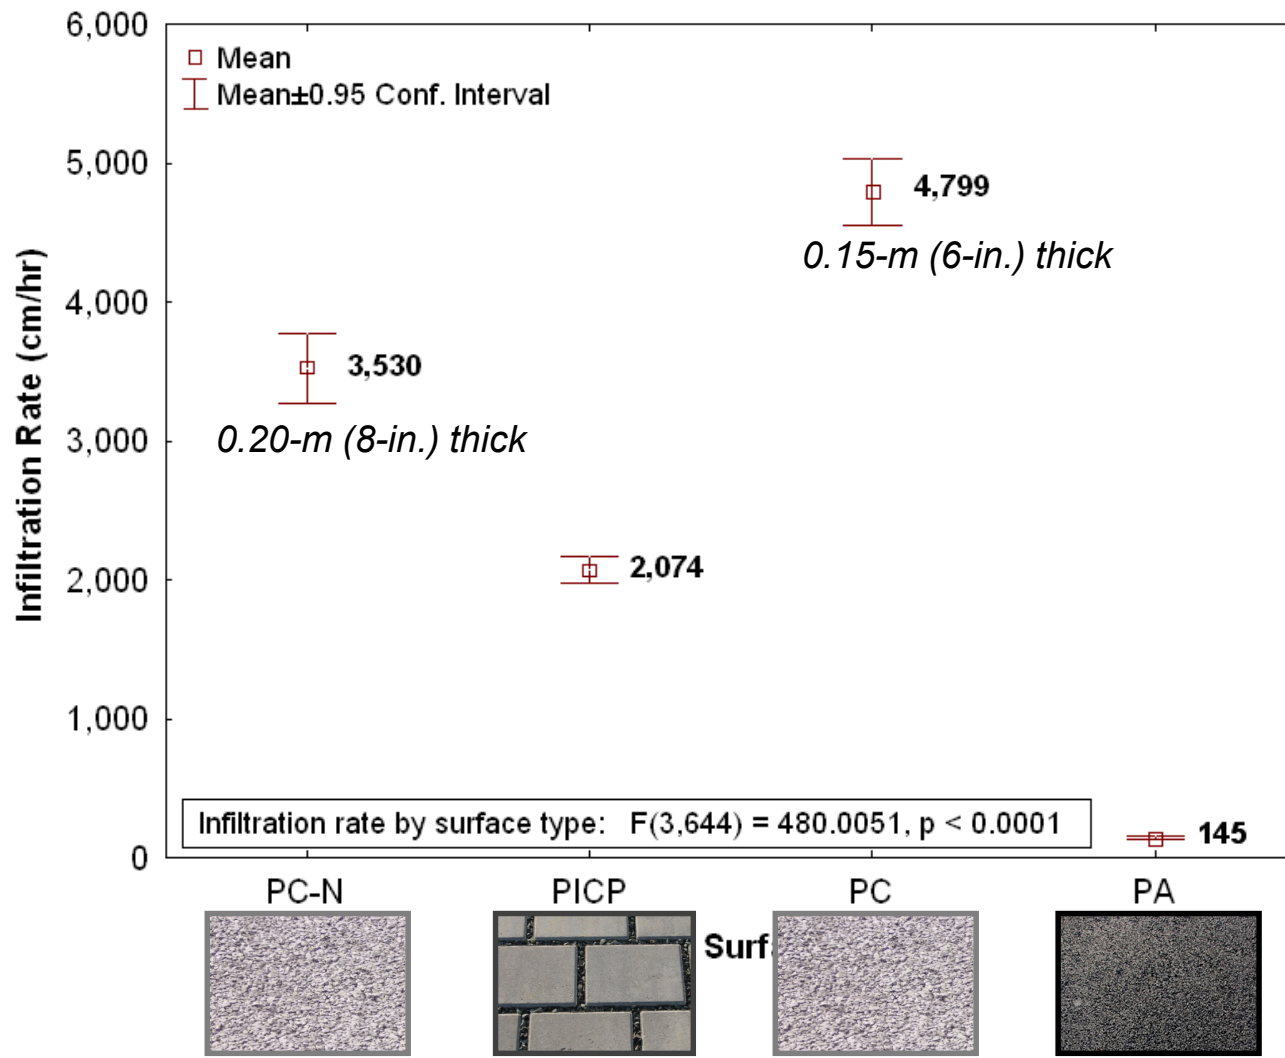 6,000
Mean
Mean±0.95 Conf. Interval
5,000
4,799
0.15-m (6-in.) thick
4,000
3,530
0.20-m (8-in.) thick
3,000
2,074
2,000
1,000
Infiltration rate by surface type: F(3,644) = 480.0051, p < 0.0001
145
0
Infiltration Rate (cm/hr)
PC-N
PICP
PC
PA